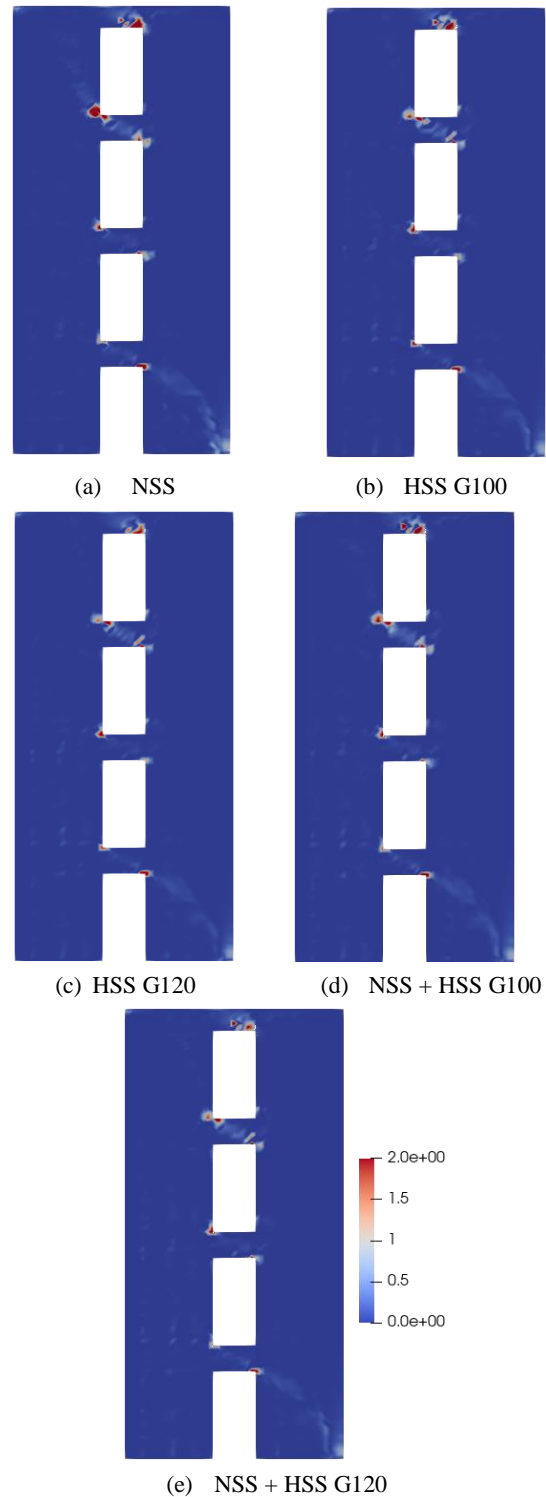 (a) NSS
(b) HSS G100
(c) HSS G120
(d) NSS + HSS G100
2.0e+00
1.5
1
0.5
0.0e+00
(e) NSS + HSS G120